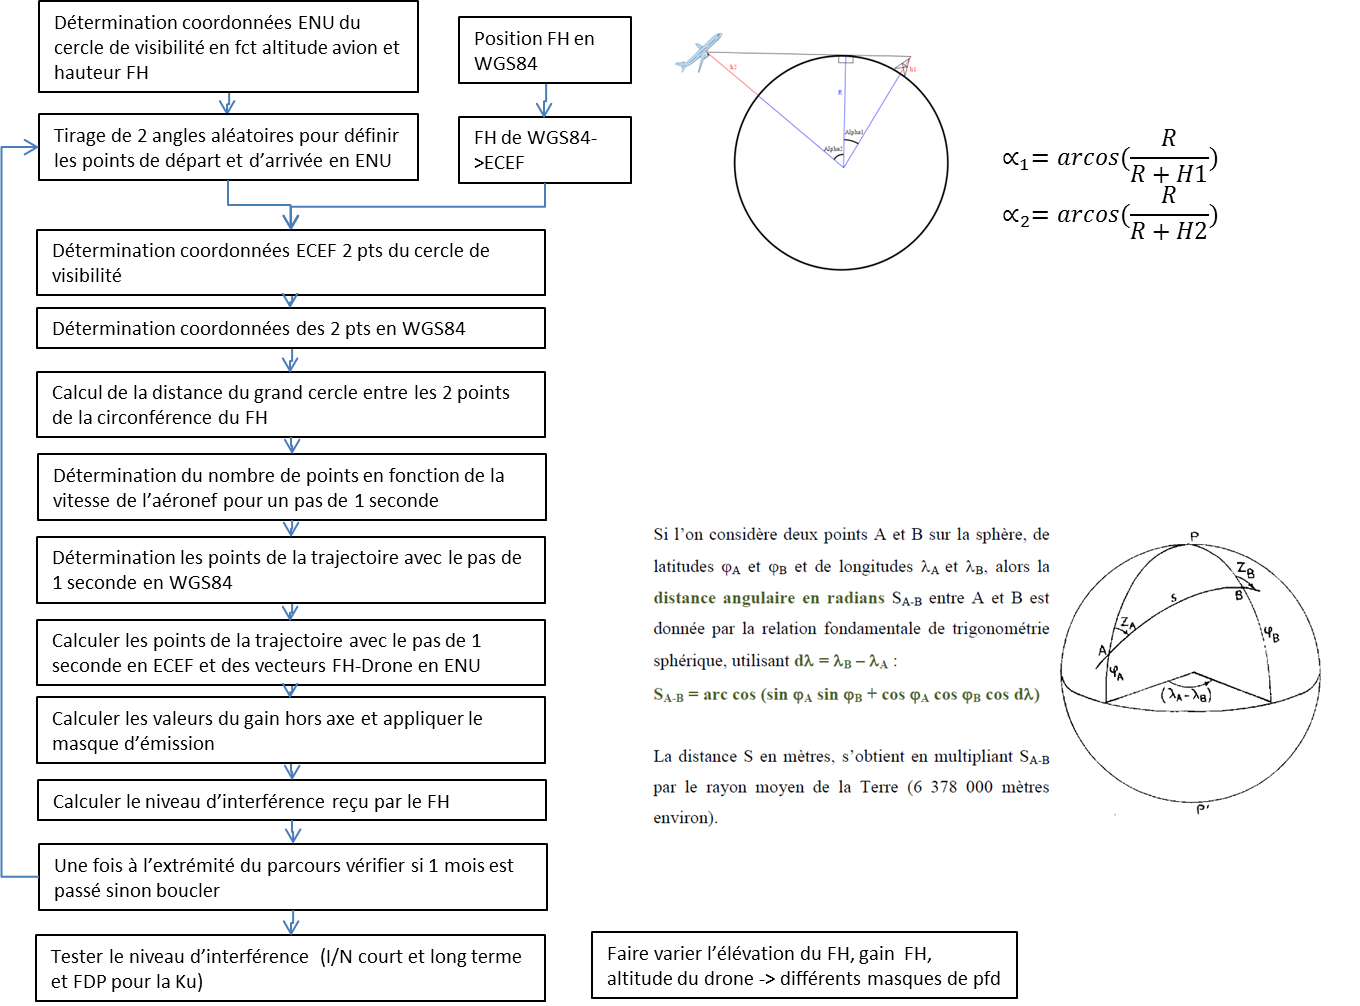 Détermination coordonnées ENU du
cercle de visibilité en fct altitude avion et
hauteur FH
Position FH en
WGS84
Tirage de 2 angles aléatoires pour définir
les points de départ et d’arrivée en ENU
FH de WGS84-
>ECEF
Détermination coordonnées ECEF 2 pts du cercle de
visibilité
Détermination coordonnées des 2 pts en WGS84
Calcul de la distance du grand cercle entre les 2 points
de la circonférence du FH
Détermination du nombre de points en fonction de la
vitesse de l’aéronef pour un pas de 1 seconde
Détermination les points de la trajectoire avec le pas de
1 seconde en WGS84
Calculer les points de la trajectoire avec le pas de 1
seconde en ECEF et des vecteurs FH-Drone en ENU
Calculer les valeurs du gain hors axe et appliquer le
masque d’émission
Calculer le niveau d’interférence reçu par le FH
Une fois à l’extrémité du parcours vérifier si 1 mois est
passé sinon boucler
Tester le niveau d’interférence (I/N court et long terme
et FDP pour la Ku)
h2
h1
R
Alpha1
Alpha2
∝1= arcos(R/(R + H1))
∝2= arcos(R/(R + H2))
Si l’on considère deux points A et B sur la sphère, de
latitudes φA et φB et de longitudes λA et λB, alors la
distance angulaire en radians SA-B entre A et B est
donnée par la relation fondamentale de trigonométrie
sphérique, utilisant dλ = λB – λA :
SA-B = arc cos (sin φA sin φB + cos φA cos φB cos dλ)
La distance S en mètres, s’obtient en multipliant SA-B
par le rayon moyen de la Terre (6 378 000 mètres
environ).
P
ZB
B
S
ZA
A
φA
φB
(λA-λB)
P'
Faire varier l’élévation du FH, gain FH,
altitude du drone -> différents masques de pfd